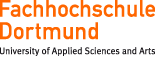 Fachhochschule
Dortmund
University of Applied Sciences and Arts